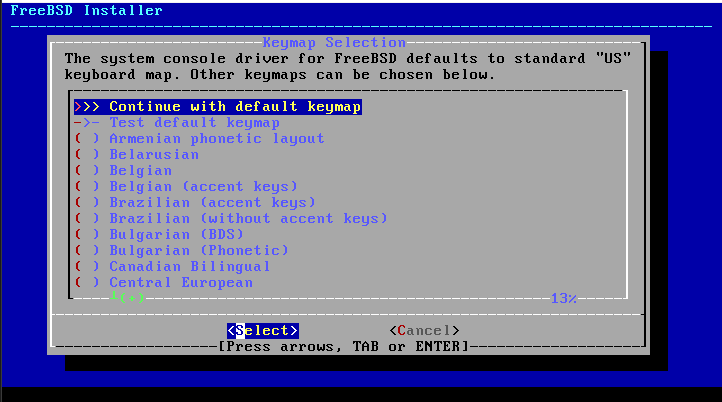 FreeBSD Installer
Keymap Selection
The system console driver for FreeBSD defaults to standard "US"
keyboard map. Other keymaps can be chosen below.
>>> Continue with default keymap
->- Test default keymap
( ) Armenian phonetic layout
( ) Belarusian
( ) Belgian
( ) Belgian (accent keys)
( ) Brazilian (accent keys)
( ) Brazilian (without accent keys)
( ) Bulgarian (BDS)
( ) Bulgarian (Phonetic)
( ) Canadian Bilingual
( ) Central European
┴(+) 13%
<Select> <Cancel>
[Press arrows, TAB or ENTER]